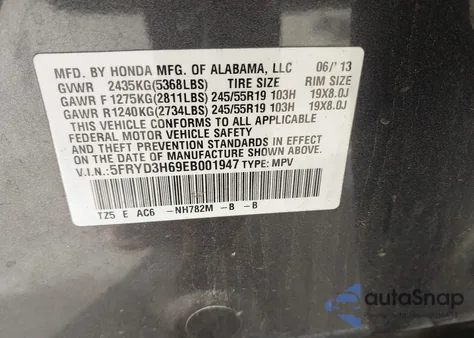 MFD. BY HONDA MFG. OF ALABAMA, LLC 06/'13
GVWR 2435KG(5368LBS) TIRE SIZE RIM SIZE
GAWR F1275KG(2811LBS) 245/55R19 103H 19X8.0J
GAWR R1240KG(2734LBS) 245/55R19 103H 19X8.0J
THIS VEHICLE CONFORMS TO ALL APPLICABLE
FEDERAL MOTOR VEHICLE SAFETY
AND THEFT PREVENTION STANDARDS IN EFFECT
ON THE DATE OF MANUFACTURE SHOWN ABOVE.
V.I.N.:5FRYD3H69EB001947 TYPE: MPV
TZ5 E AC6 -NH782M -B -B
autoSnap